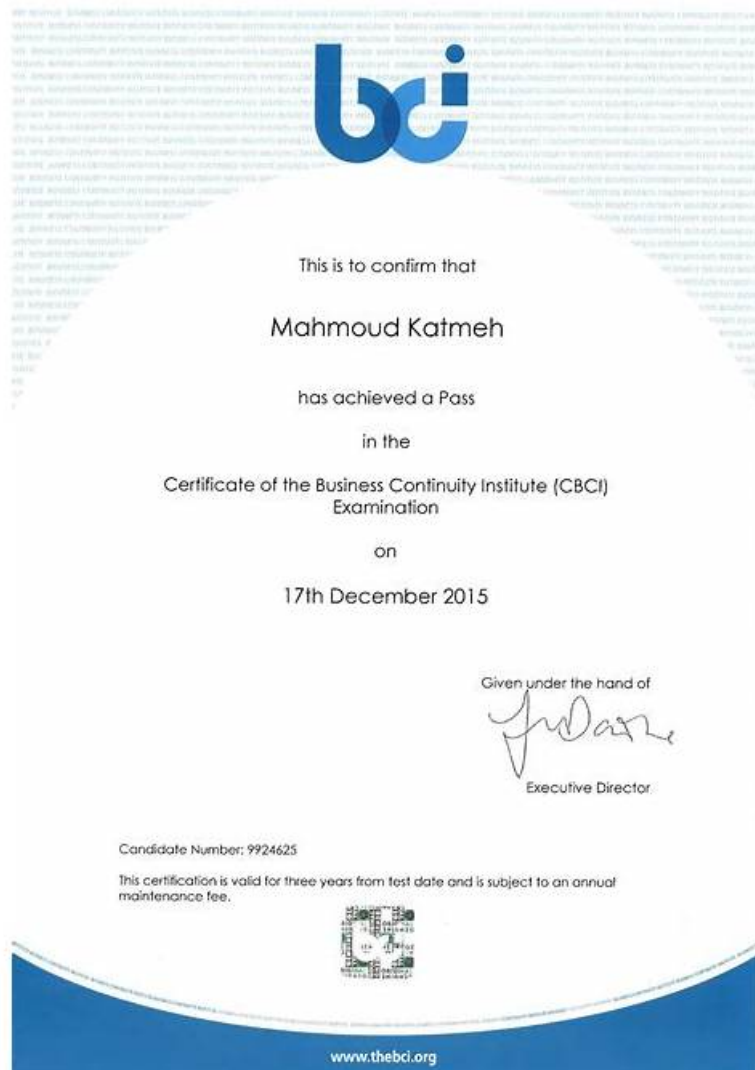 bci
This is to confirm that
Mahmoud Katmeh
has achieved a Pass
in the
Certificate of the Business Continuity Institute (CBCI)
Examination
on
17th December 2015
Given under the hand of
Executive Director
Candidate Number: 9924625
This certification is valid for three years from test date and is subject to an annual
maintenance fee.
www.thebci.org